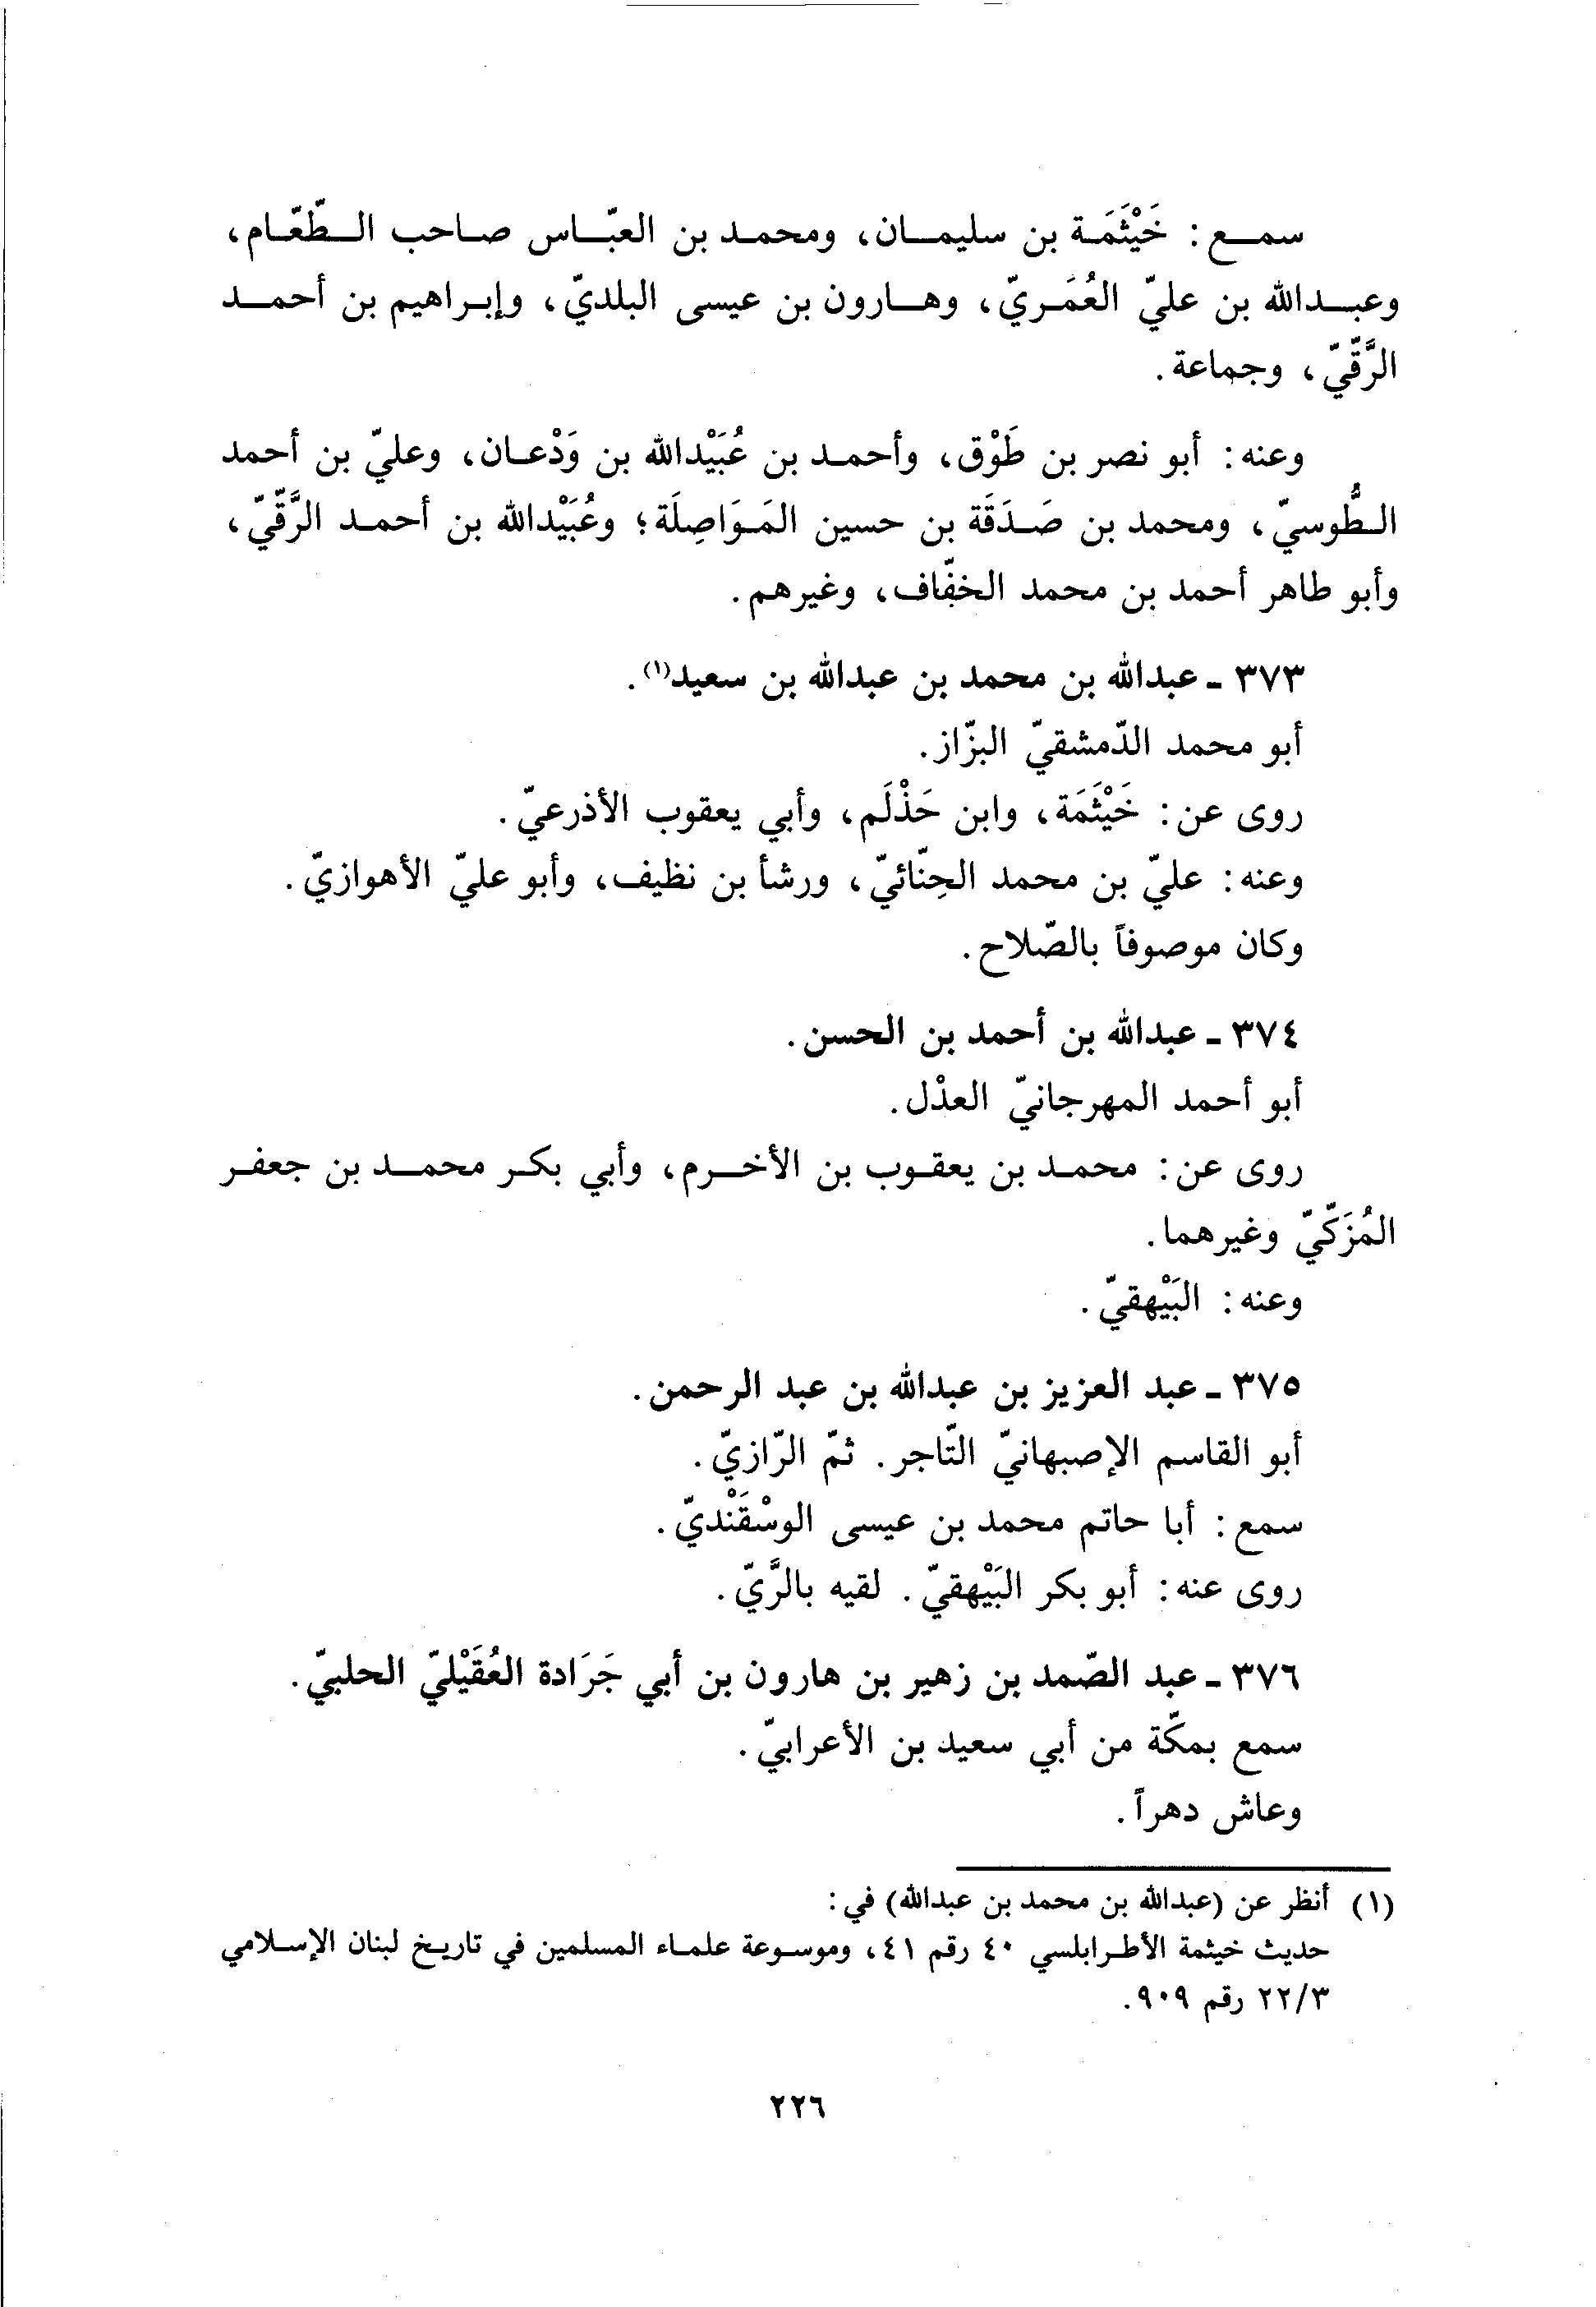 سمع: خَيْثَمَة بن سليمان، ومحمد بن العبّاس صاحب الطّعّام،
وعبدالله بن عليّ العُمَريّ، وهارون بن عيسى البلديّ، وإبراهيم بن أحمد
الرَّقّيّ، وجماعة.
وعنه: أبو نصر بن طَوْق، وأحمد بن عُبَيْدالله بن وَدْعان، وعليّ بن أحمد
الطُّوسيّ، ومحمد بن صَدَقَة بن حسين المَوَاصِلَة؛ وعُبَيْدالله بن أحمد الرَّقّيّ،
وأبو طاهر أحمد بن محمد الخفّاف، وغيرهم.
٣٧٣ - عبدالله بن محمد بن عبدالله بن سعيد(١).
أبو محمد الدّمشقيّ البزّاز.
روى عن: خَيْثَمَة، وابن حَذْلَم، وأبي يعقوب الأذرعيّ.
وعنه: عليّ بن محمد الحِنّائيّ، ورشأ بن نظيف، وأبو عليّ الأهوازيّ.
وكان موصوفاً بالصّلاح.
٣٧٤ - عبدالله بن أحمد بن الحسن.
أبو أحمد المهرجانيّ العدْل.
روى عن: محمد بن يعقوب بن الأخرم، وأبي بكر محمد بن جعفر
المُزَكّيّ وغيرهما.
وعنه: البَيْهقيّ.
٣٧٥ - عبد العزيز بن عبدالله بن عبد الرحمن.
أبو القاسم الإصبهانيّ التّاجر. ثمّ الرّازيّ.
سمع: أبا حاتم محمد بن عيسى الوسْقَنْديّ.
روى عنه: أبو بكر البَيْهقيّ. لقيه بالرَّيّ.
٣٧٦ - عبد الصّمد بن زهير بن هارون بن أبي جَرَادة العُقَيْليّ الحلبيّ.
سمع بمكّة من أبي سعيد بن الأعرابيّ.
وعاش دهراً.
(١) أنظر عن (عبدالله بن محمد بن عبدالله) في:
حديث خيثمة الأطرابلسي ٤٠ رقم ٤١، وموسوعة علماء المسلمين في تاريخ لبنان الإسلامي
٢٢/٣ رقم ٩٠٩.
٢٢٦